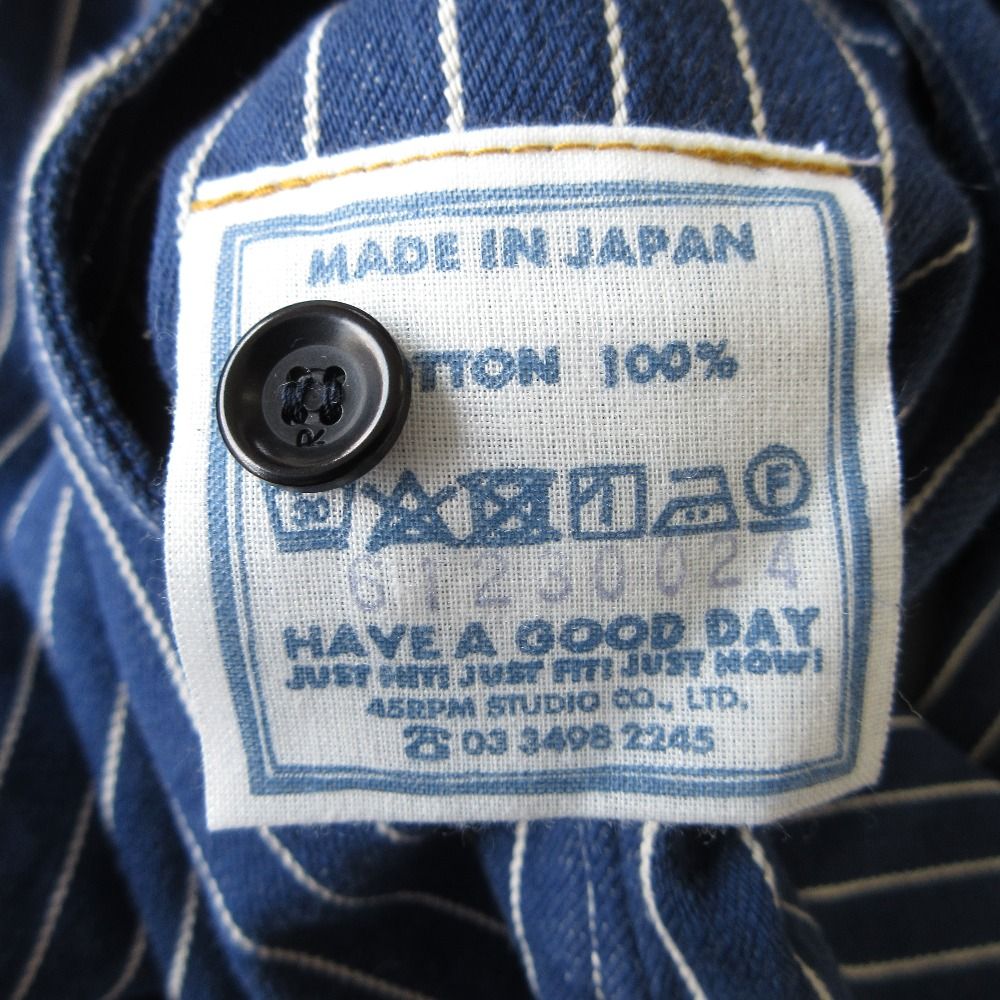 MADE IN JAPAN
TTON 100%
R
30
F
61230024
HAVE A GOOD DAY
JUST HIT! JUST FIT! JUST NOW!
45RPM STUDIO CO., LTD.
☎ 03 3498 2245